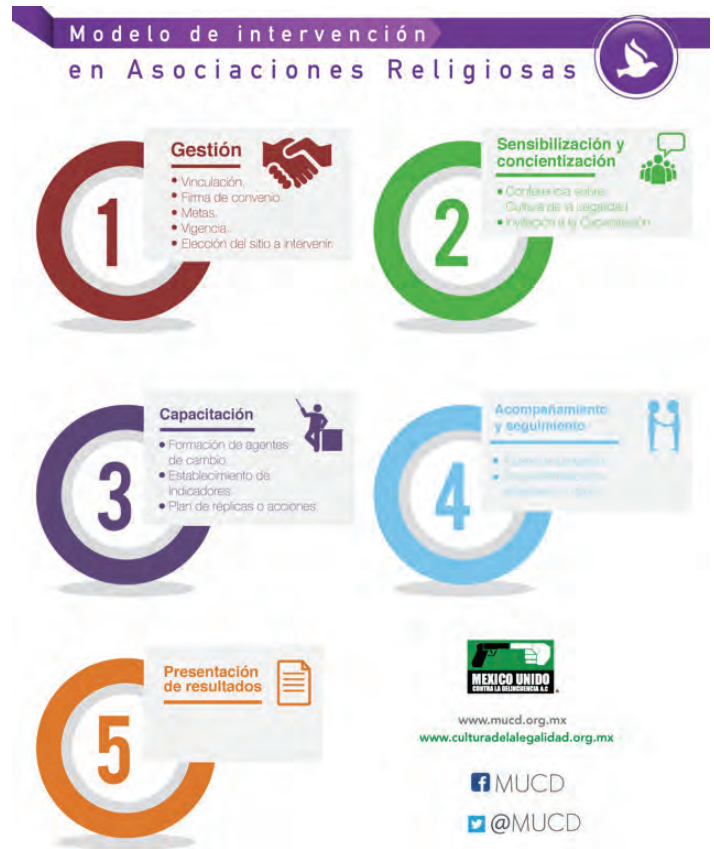 Modelo de intervención
en Asociaciones Religiosas
1
Gestión
• Vinculación.
• Firma de convenio.
• Metas.
• Vigencia.
• Elección del sitio a intervenir.
2
Sensibilización y
concientización
• Conferencia sobre
Cultura de la Legalidad
• Invitación a la Capacitación
3
Capacitación
• Formación de agentes
de cambio.
• Establecimiento de
indicadores.
• Plan de réplicas o acciones.
4
Acompañamiento
y seguimiento
5
Presentación
de resultados
MEXICO UNIDO
CONTRA LA DELINCUENCIA A.C
www.mucd.org.mx
www.culturadelalegalidad.org.mx
f MUCD
@MUCD